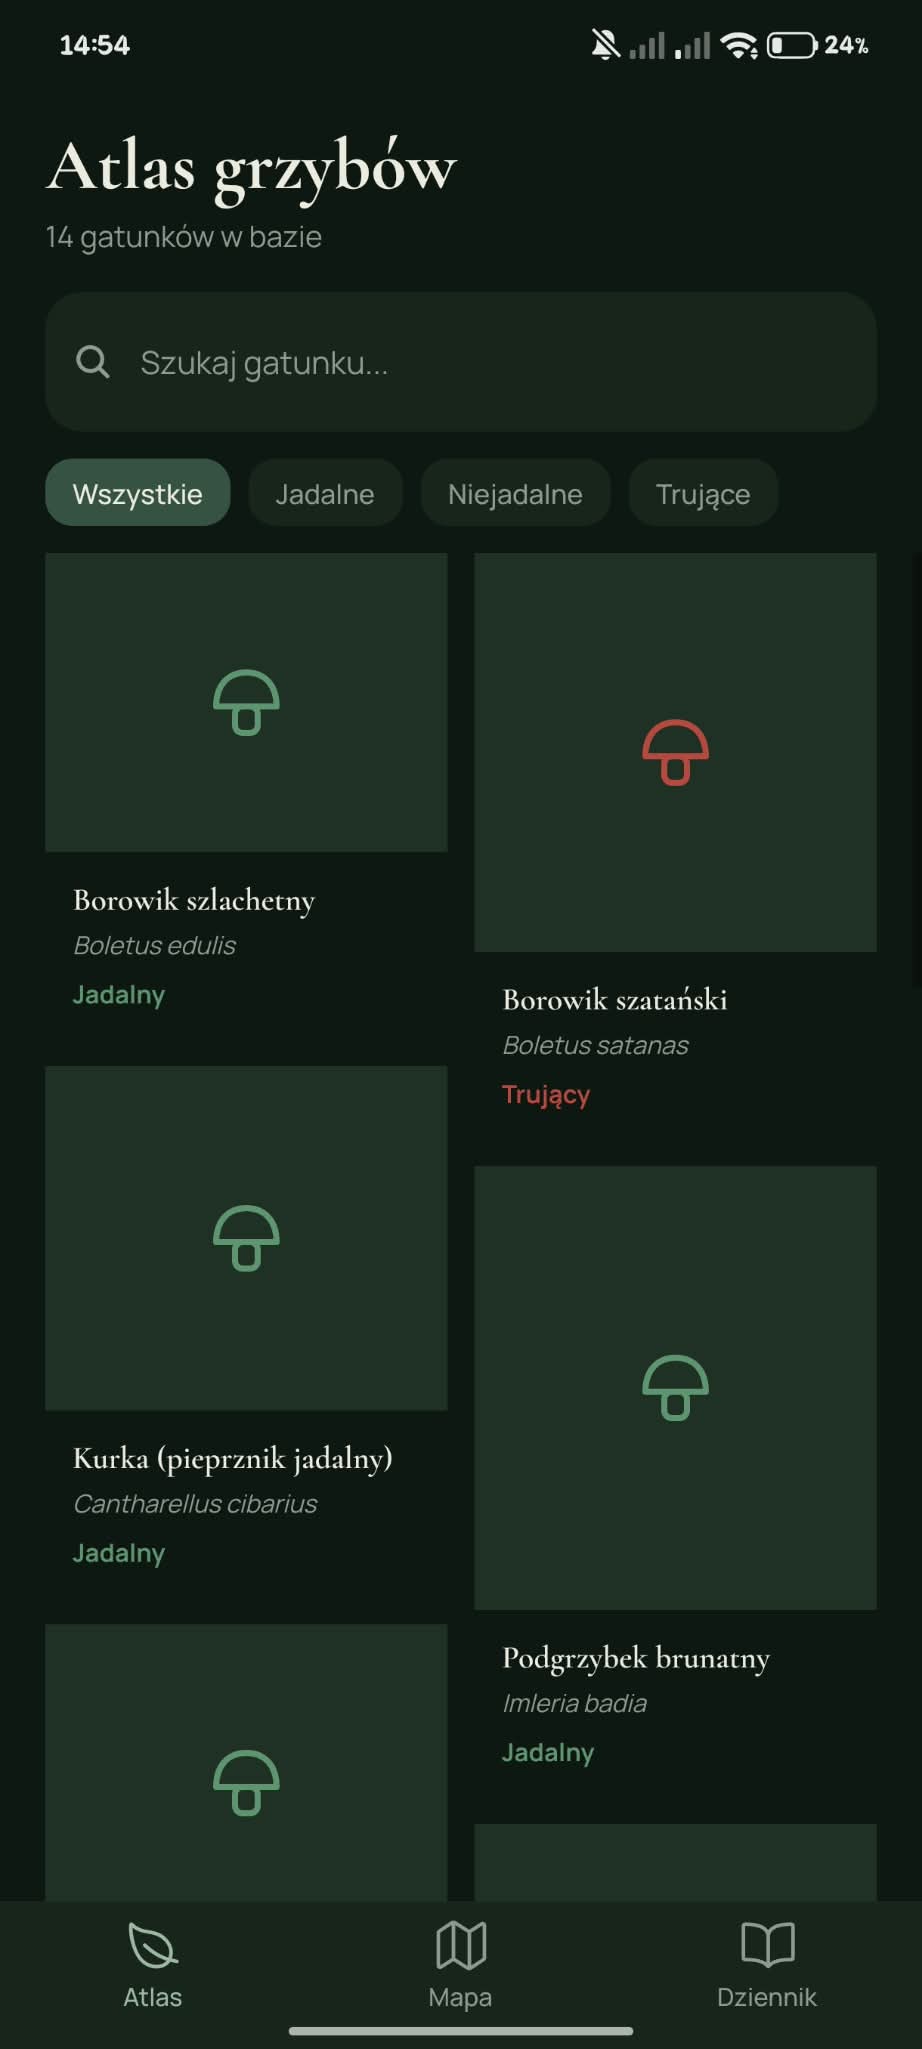 14:54
24%
Atlas grzybów
14 gatunków w bazie
Szukaj gatunku...
Wszystkie
Jadalne
Niejadalne
Trujące
Borowik szlachetny
Boletus edulis
Jadalny
Borowik szatański
Boletus satanas
Trujący
Kurka (pieprznik jadalny)
Cantharellus cibarius
Jadalny
Podgrzybek brunatny
Imleria badia
Jadalny
Atlas
Mapa
Dziennik